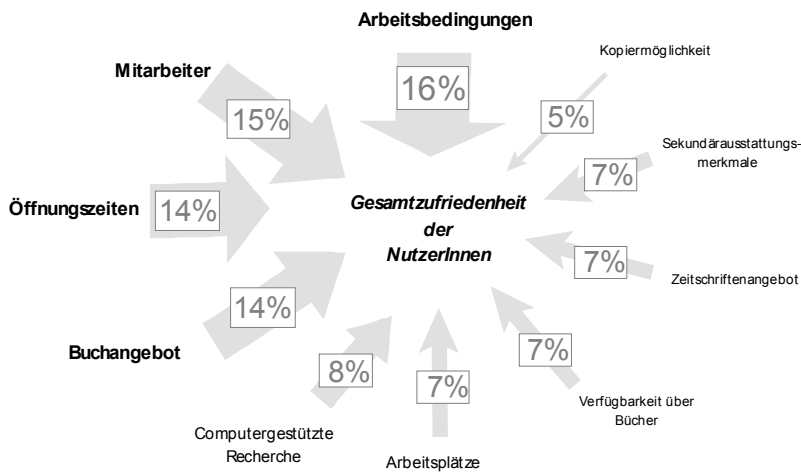 Arbeitsbedingungen
16%
Kopiermöglichkeit
5%
Mitarbeiter
15%
Sekundärausstattungs-
merkmale
7%
Öffnungszeiten
14%
Gesamtzufriedenheit
der
NutzerInnen
7%
Zeitschriftenangebot
Buchangebot
14%
8%
Computergestützte
Recherche
7%
Arbeitsplätze
7%
Verfügbarkeit über
Bücher